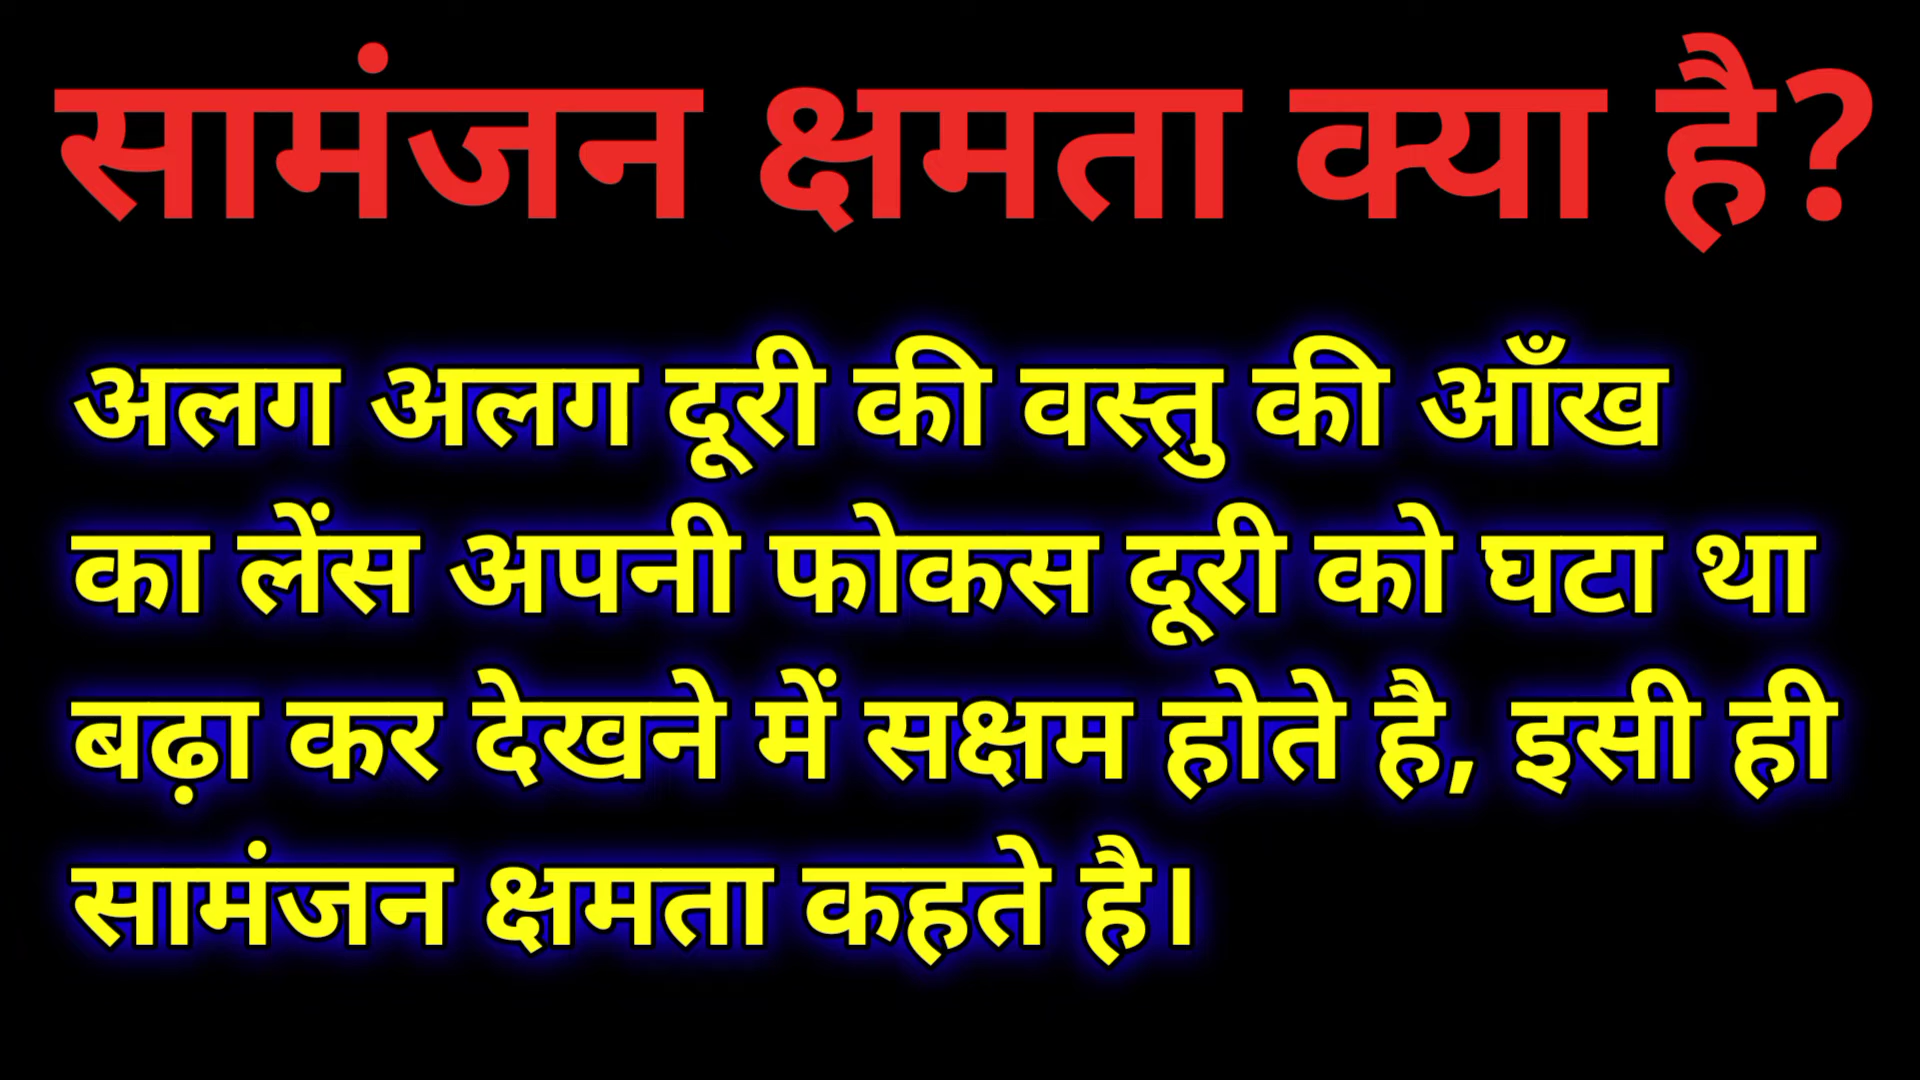 सामंजन क्षमता क्या है?
अलग अलग दूरी की वस्तु की आँख
का लेंस अपनी फोकस दूरी को घटा था
बढ़ा कर देखने में सक्षम होते है, इसी ही
सामंजन क्षमता कहते है।